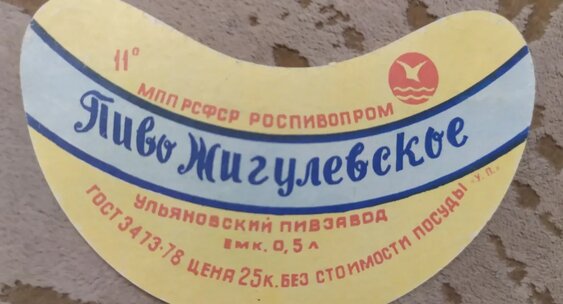 11°
МПП РСФСР РОСПИВОПРОМ
Пиво Жигулевское
УЛЬЯНОВСКИЙ ПИВЗАВОД
ЕМК. 0,5 Л
ГОСТ 3473-78 ЦЕНА 25К. БЕЗ СТОИМОСТИ ПОСУДЫ "У.П."